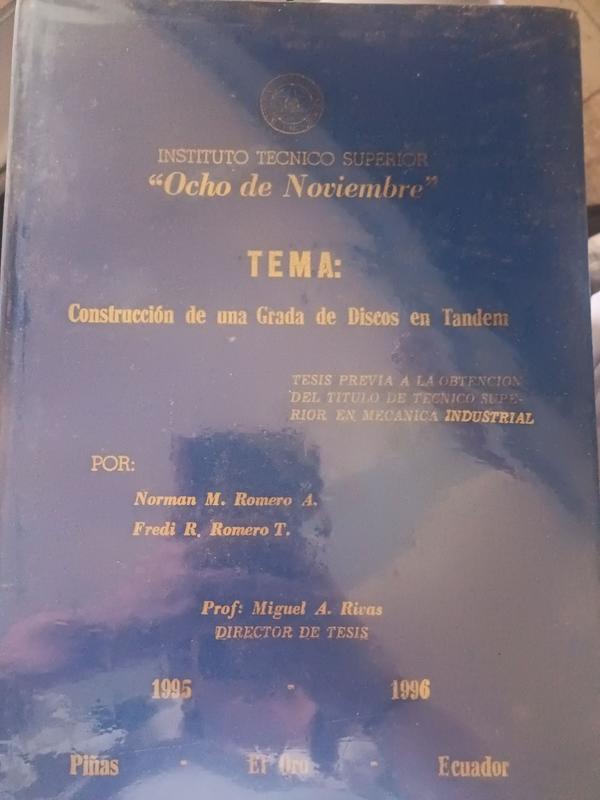 INSTITUTO TECNICO SUPERIOR
“Ocho de Noviembre”
TEMA:
Construcción de una Grada de Discos en Tandem
TESIS PREVIA A LA OBTENCION
DEL TITULO DE TECNICO SUPE-
RIOR EN MECANICA INDUSTRIAL
POR:
Norman M. Romero A.
Fredi R. Romero T.
Prof: Miguel A. Rivas
DIRECTOR DE TESIS
1995 - 1996
Piñas - El Oro - Ecuador